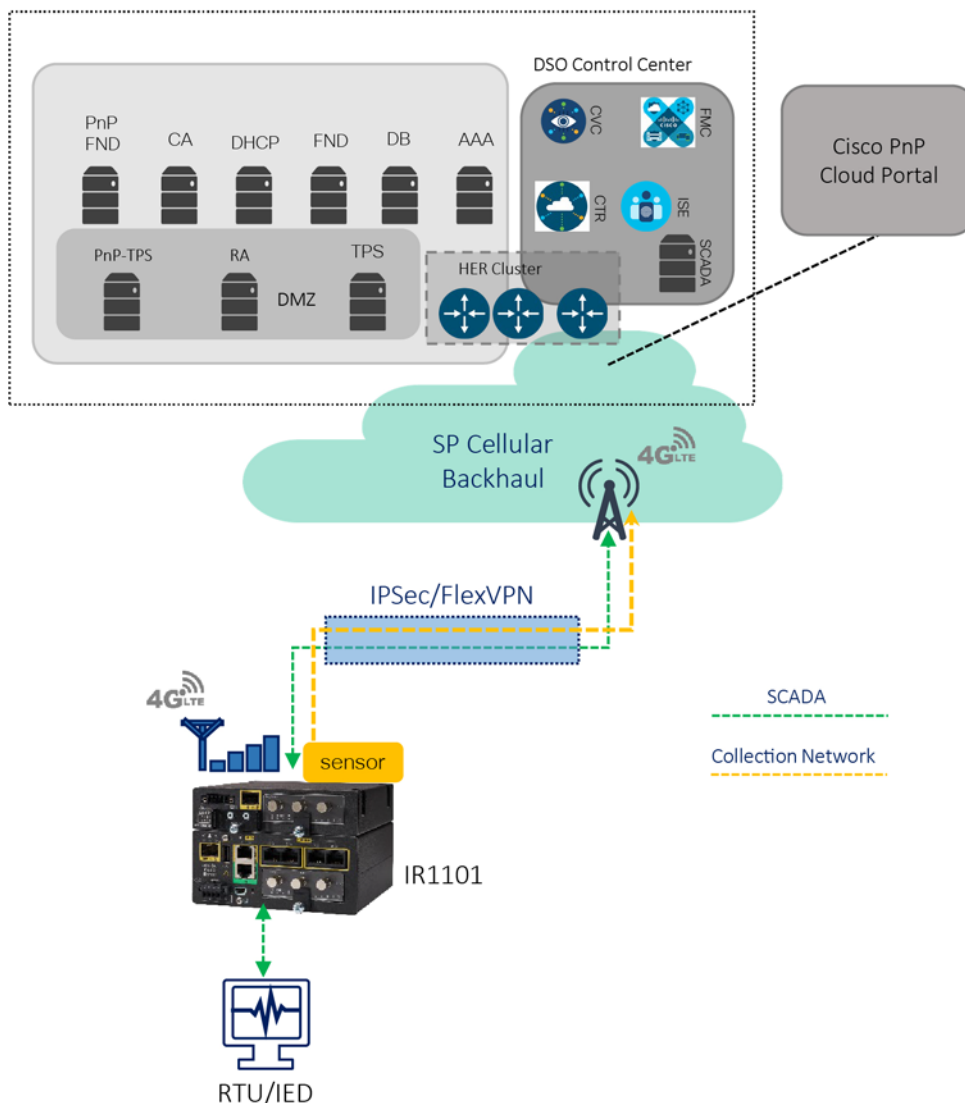 DSO Control Center
PnP
FND
CA
DHCP
FND
DB
AAA
CVC
FMC
CTR
ISE
SCADA
Cisco PnP
Cloud Portal
PnP-TPS
RA
DMZ
TPS
HER Cluster
SP Cellular
Backhaul
4G LTE
IPSec/FlexVPN
4G LTE
sensor
SCADA
Collection Network
IR1101
RTU/IED